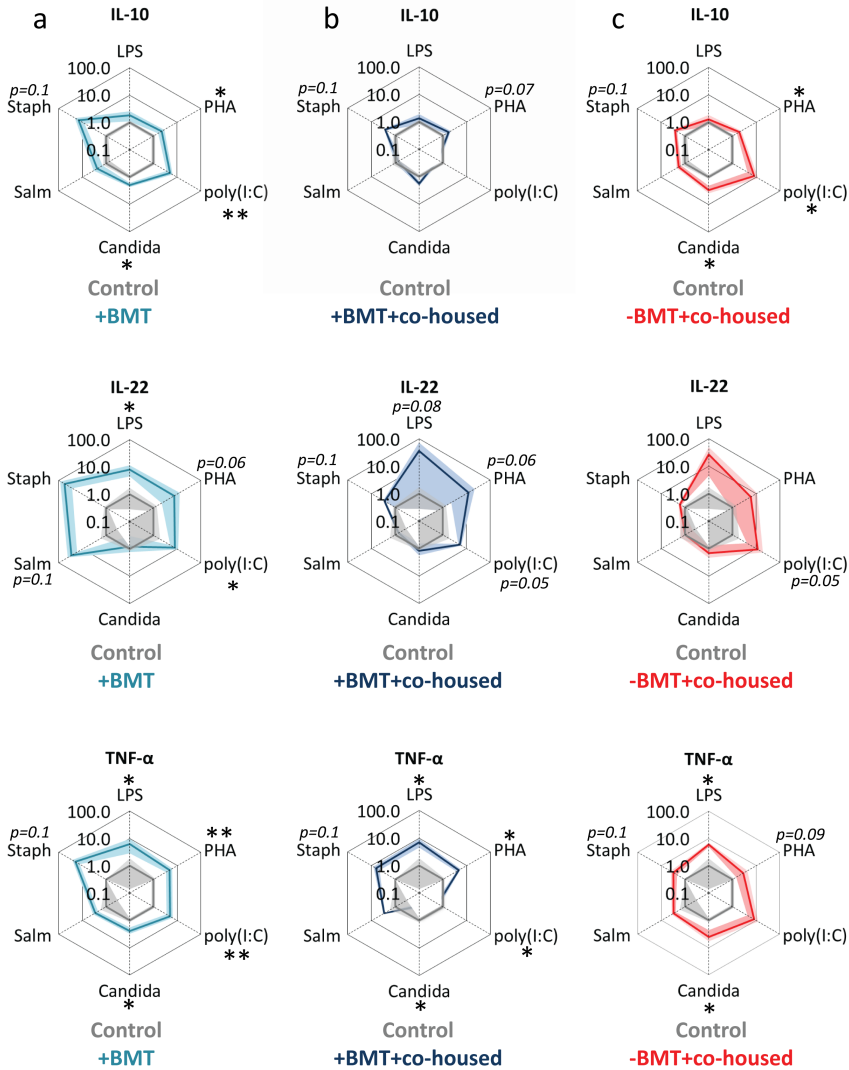 a
IL-10
LPS
100.0
10.0
1.0
0.1
p=0.1
Staph
*
PHA
Salm
poly(I:C)
**
Candida
*
Control
+BMT
b
IL-10
LPS
100.0
10.0
1.0
0.1
p=0.1
Staph
p=0.07
PHA
Salm
poly(I:C)
Candida
Control
+BMT+co-housed
c
IL-10
LPS
100.0
10.0
1.0
0.1
p=0.1
Staph
*
PHA
Salm
poly(I:C)
*
Candida
*
Control
-BMT+co-housed
IL-22
*
LPS
100.0
10.0
1.0
0.1
Staph
p=0.06
PHA
Salm
p=0.1
poly(I:C)
*
Candida
Control
+BMT
IL-22
p=0.08
LPS
100.0
10.0
1.0
0.1
p=0.1
Staph
p=0.06
PHA
Salm
poly(I:C)
p=0.05
Candida
Control
+BMT+co-housed
IL-22
LPS
100.0
10.0
1.0
0.1
Staph
PHA
Salm
poly(I:C)
p=0.05
Candida
Control
-BMT+co-housed
TNF-α
*
LPS
100.0
10.0
1.0
0.1
p=0.1
Staph
**
PHA
Salm
poly(I:C)
**
Candida
*
Control
+BMT
TNF-α
*
LPS
100.0
10.0
1.0
0.1
p=0.1
Staph
*
PHA
Salm
poly(I:C)
*
Candida
*
Control
+BMT+co-housed
TNF-α
*
LPS
100.0
10.0
1.0
0.1
p=0.1
Staph
p=0.09
PHA
Salm
poly(I:C)
Candida
*
Control
-BMT+co-housed